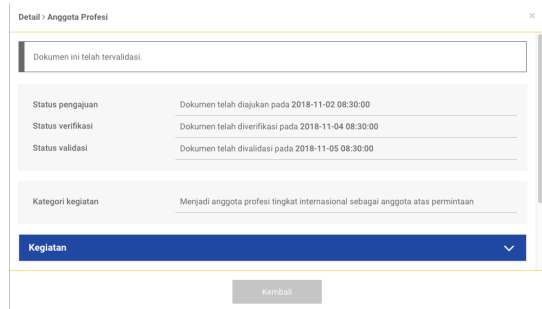 Detail > Anggota Profesi ×
Dokumen ini telah tervalidasi.
Status pengajuan Dokumen telah diajukan pada 2018-11-02 08:30:00
Status verifikasi Dokumen telah diverifikasi pada 2018-11-04 08:30:00
Status validasi Dokumen telah divalidasi pada 2018-11-05 08:30:00
Kategori kegiatan Menjadi anggota profesi tingkat internasional sebagai anggota atas permintaan
Kegiatan
Kembali